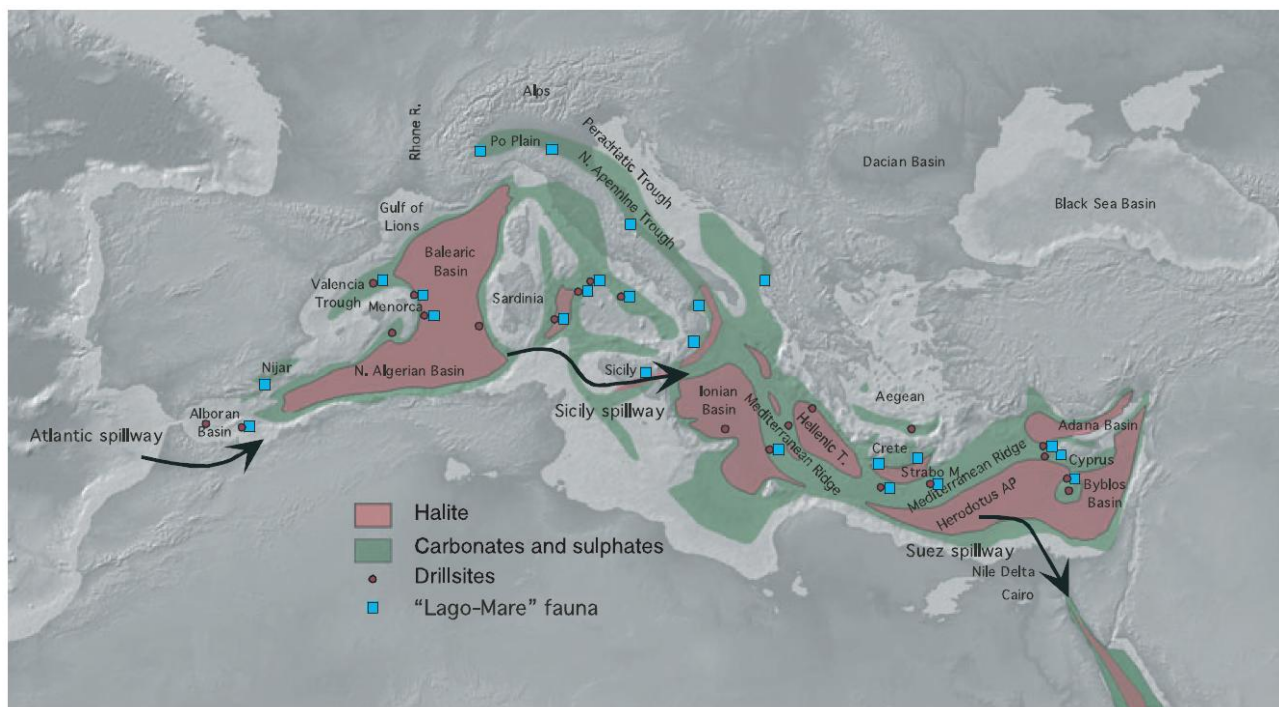 Alps
Rhone R.
Po Plain
Peradriatic Trough
N. Apennine Trough
Dacian Basin
Black Sea Basin
Gulf of
Lions
Balearic
Basin
Valencia
Trough
Menorca
Sardinia
Nijar
N. Algerian Basin
Sicily
Sicily spillway
Ionian
Basin
Mediterranean Ridge
Hellenic T.
Aegean
Crete
Strabo M.
Mediterranean Ridge
Adana Basin
Cyprus
Byblos
Basin
Herodotus AP
Alboran
Basin
Atlantic spillway
Suez spillway
Nile Delta
Cairo
Halite
Carbonates and sulphates
Drillsites
“Lago-Mare” fauna